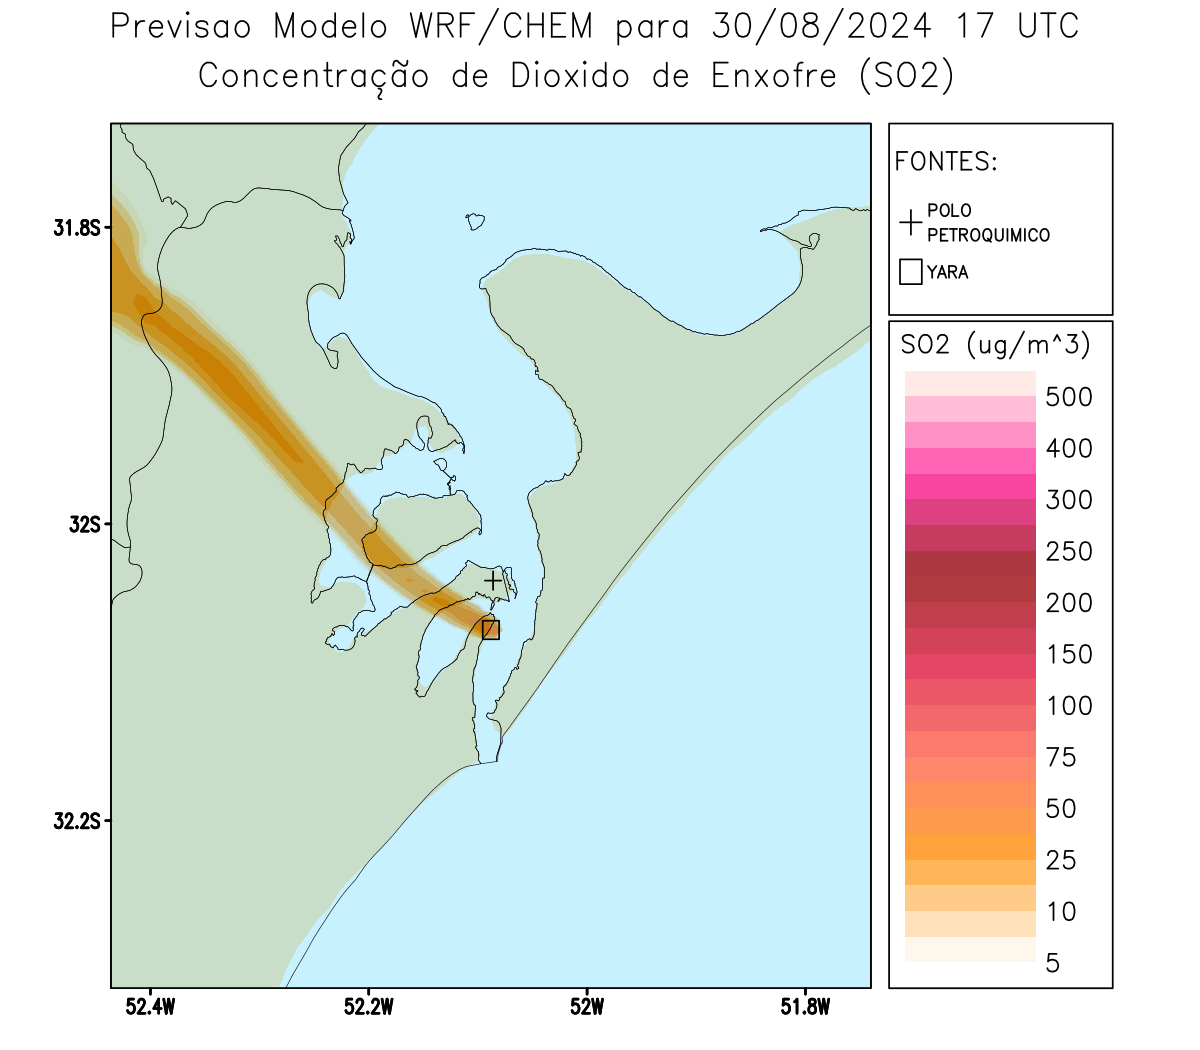 Previsao Modelo WRF/CHEM para 30/08/2024 17 UTC
Concentração de Dioxido de Enxofre (SO2)
FONTES:
POLO
PETROQUIMICO
YARA
31.8S
32S
32.2S
52.4W
52.2W
52W
51.8W
SO2 (ug/m^3)
500
400
300
250
200
150
100
75
50
25
10
5